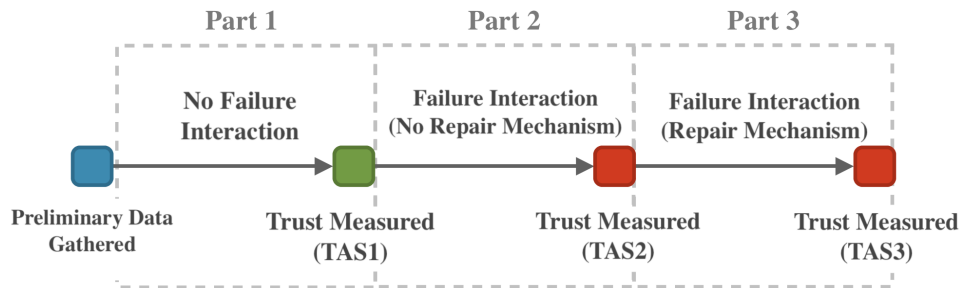 Part 1
Part 2
Part 3
No Failure
Interaction
Failure Interaction
(No Repair Mechanism)
Failure Interaction
(Repair Mechanism)
Preliminary Data
Gathered
Trust Measured
(TAS1)
Trust Measured
(TAS2)
Trust Measured
(TAS3)